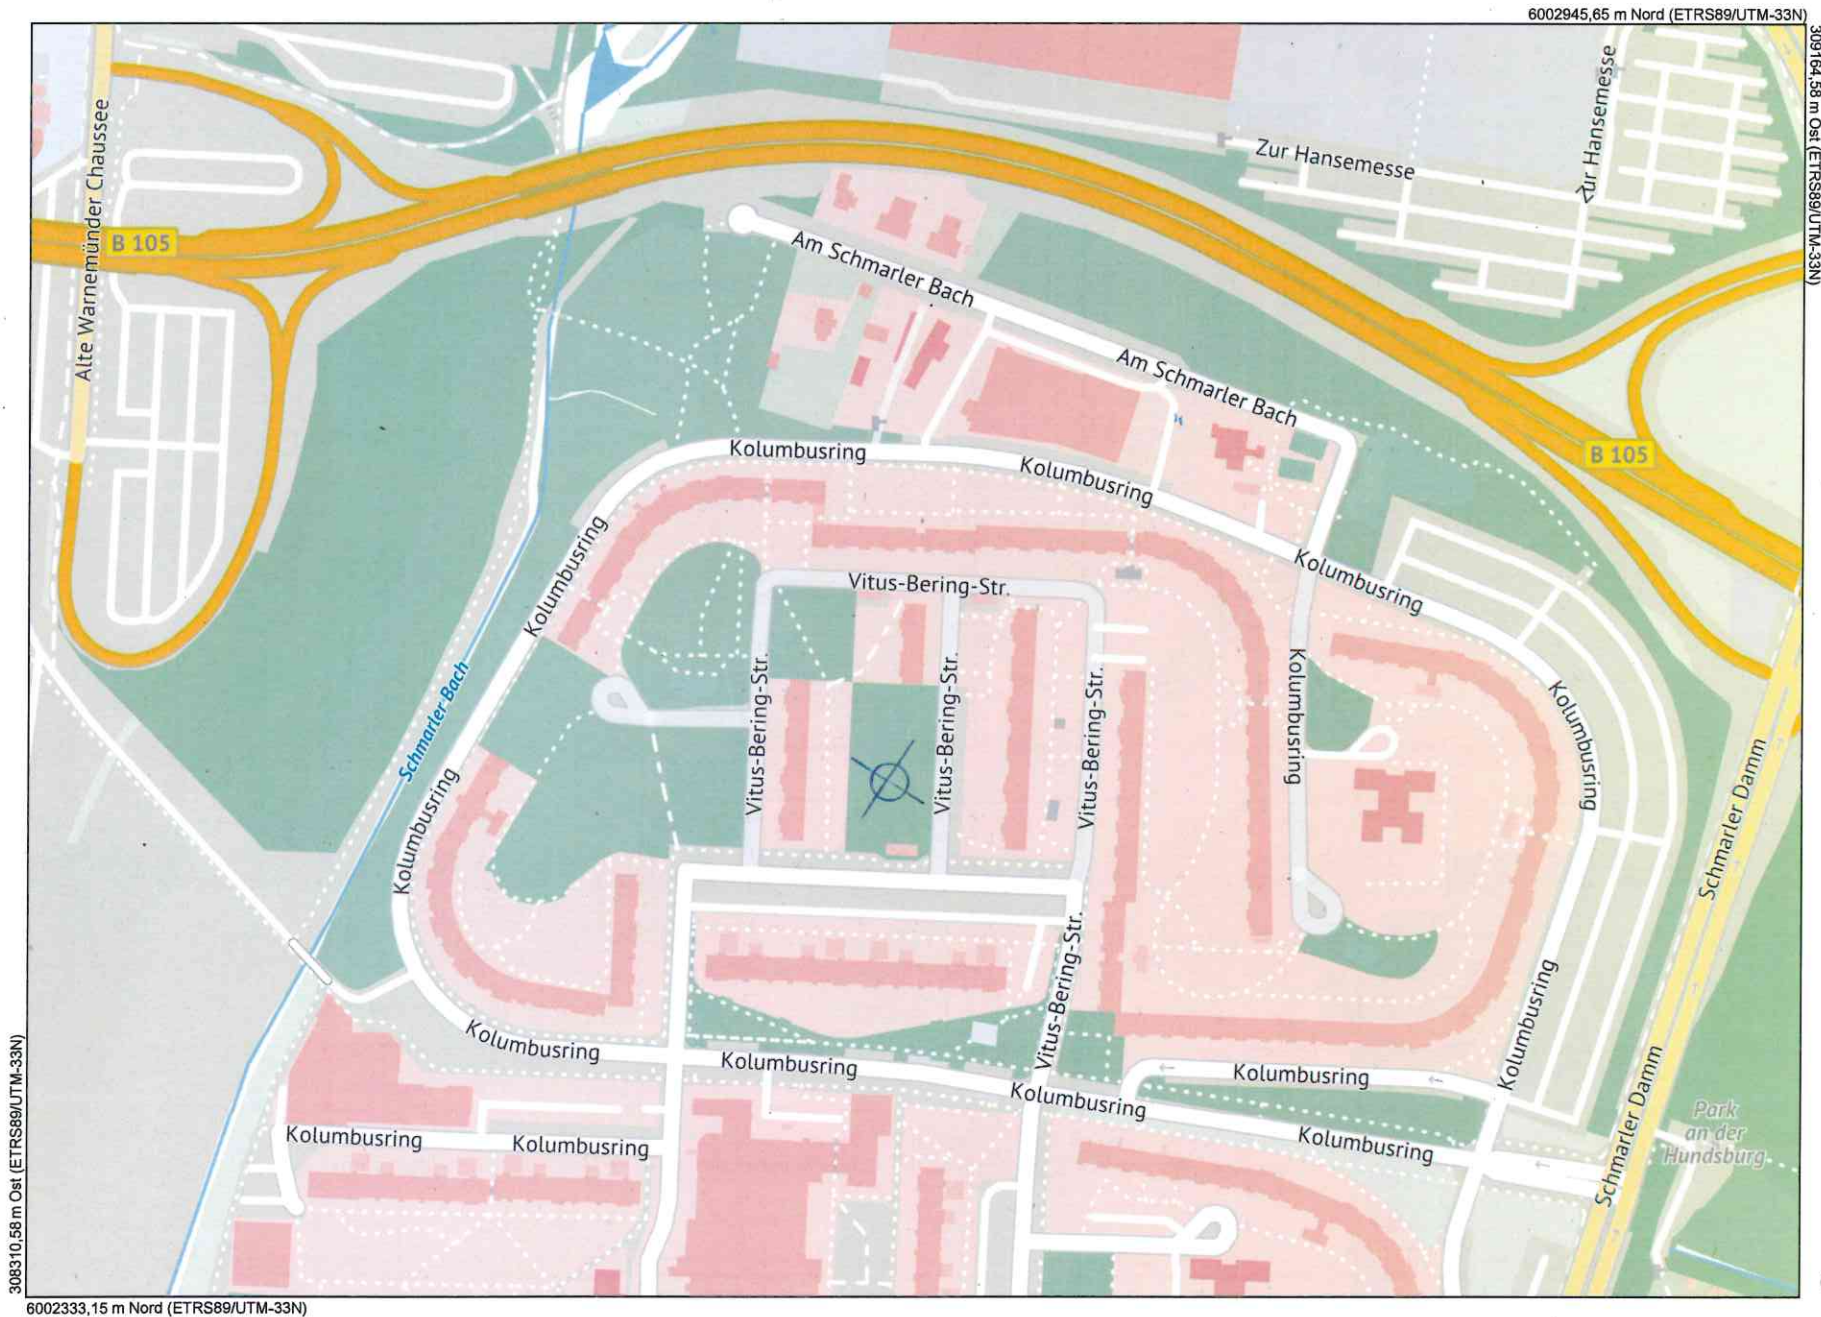 6002945,65 m Nord (ETRS89/UTM-33N)
309164,58 m Ost (ETRS89/UTM-33N)
Zur Hansemesse
Zur Hansemesse
Alte Warnemünder Chaussee
B 105
Am Schmarler Bach
Am Schmarler Bach
Kolumbusring
Kolumbusring
B 105
Kolumbusring
Kolumbusring
Vitus-Bering-Str.
Schmarler Bach
Vitus-Bering-Str.
Vitus-Bering-Str.
Vitus-Bering-Str.
Kolumbusring
Kolumbusring
Kolumbusring
Schmarler Damm
Vitus-Bering-Str.
Kolumbusring
Kolumbusring
Kolumbusring
Kolumbusring
Kolumbusring
Kolumbusring
Kolumbusring
Kolumbusring
Kolumbusring
Schmarler Damm
Park
an der
Hundsburg
308310,58 m Ost (ETRS89/UTM-33N)
6002333,15 m Nord (ETRS89/UTM-33N)